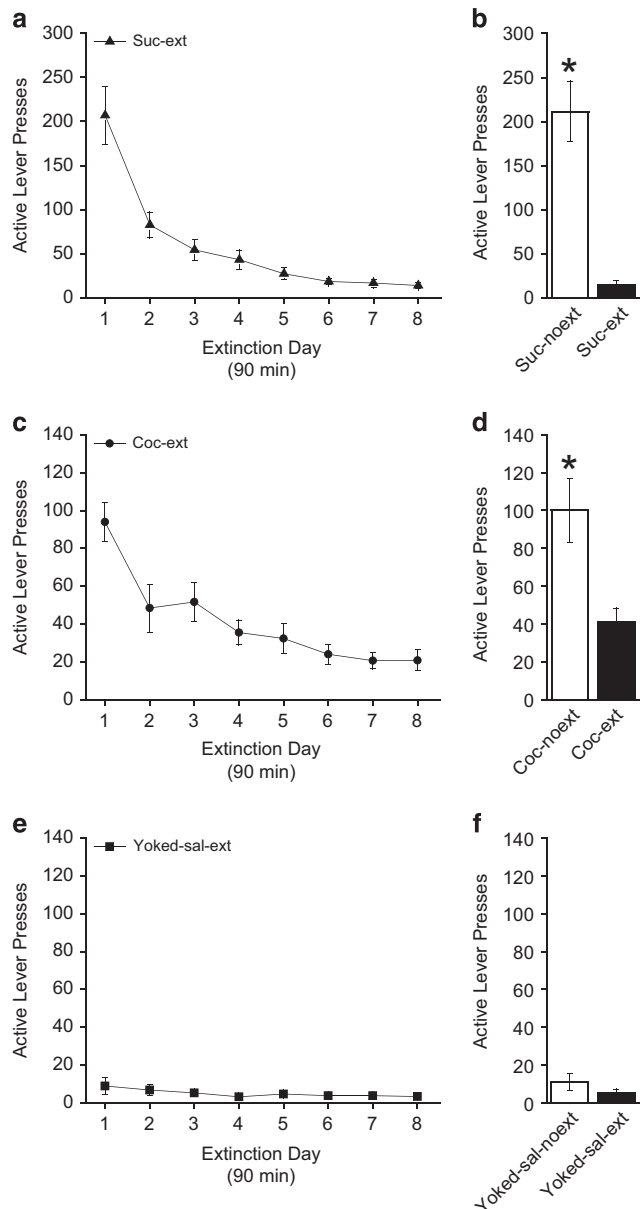 a
Suc-ext
Active Lever Presses
300
250
200
150
100
50
0
1 2 3 4 5 6 7 8
Extinction Day
(90 min)
b
Active Lever Presses
300
250
200
150
100
50
0
*
Suc-noext
Suc-ext
c
Coc-ext
Active Lever Presses
140
120
100
80
60
40
20
0
1 2 3 4 5 6 7 8
Extinction Day
(90 min)
d
Active Lever Presses
140
120
100
80
60
40
20
0
*
Coc-noext
Coc-ext
e
Yoked-sal-ext
Active Lever Presses
140
120
100
80
60
40
20
0
1 2 3 4 5 6 7 8
Extinction Day
(90 min)
f
Active Lever Presses
140
120
100
80
60
40
20
0
Yoked-sal-noext
Yoked-sal-ext